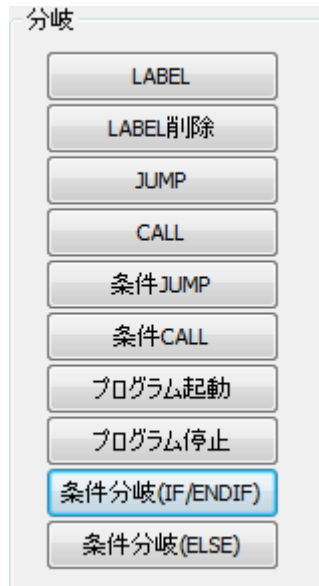 分岐
LABEL
LABEL削除
JUMP
CALL
条件JUMP
条件CALL
プログラム起動
プログラム停止
条件分岐(IF/ENDIF)
条件分岐(ELSE)